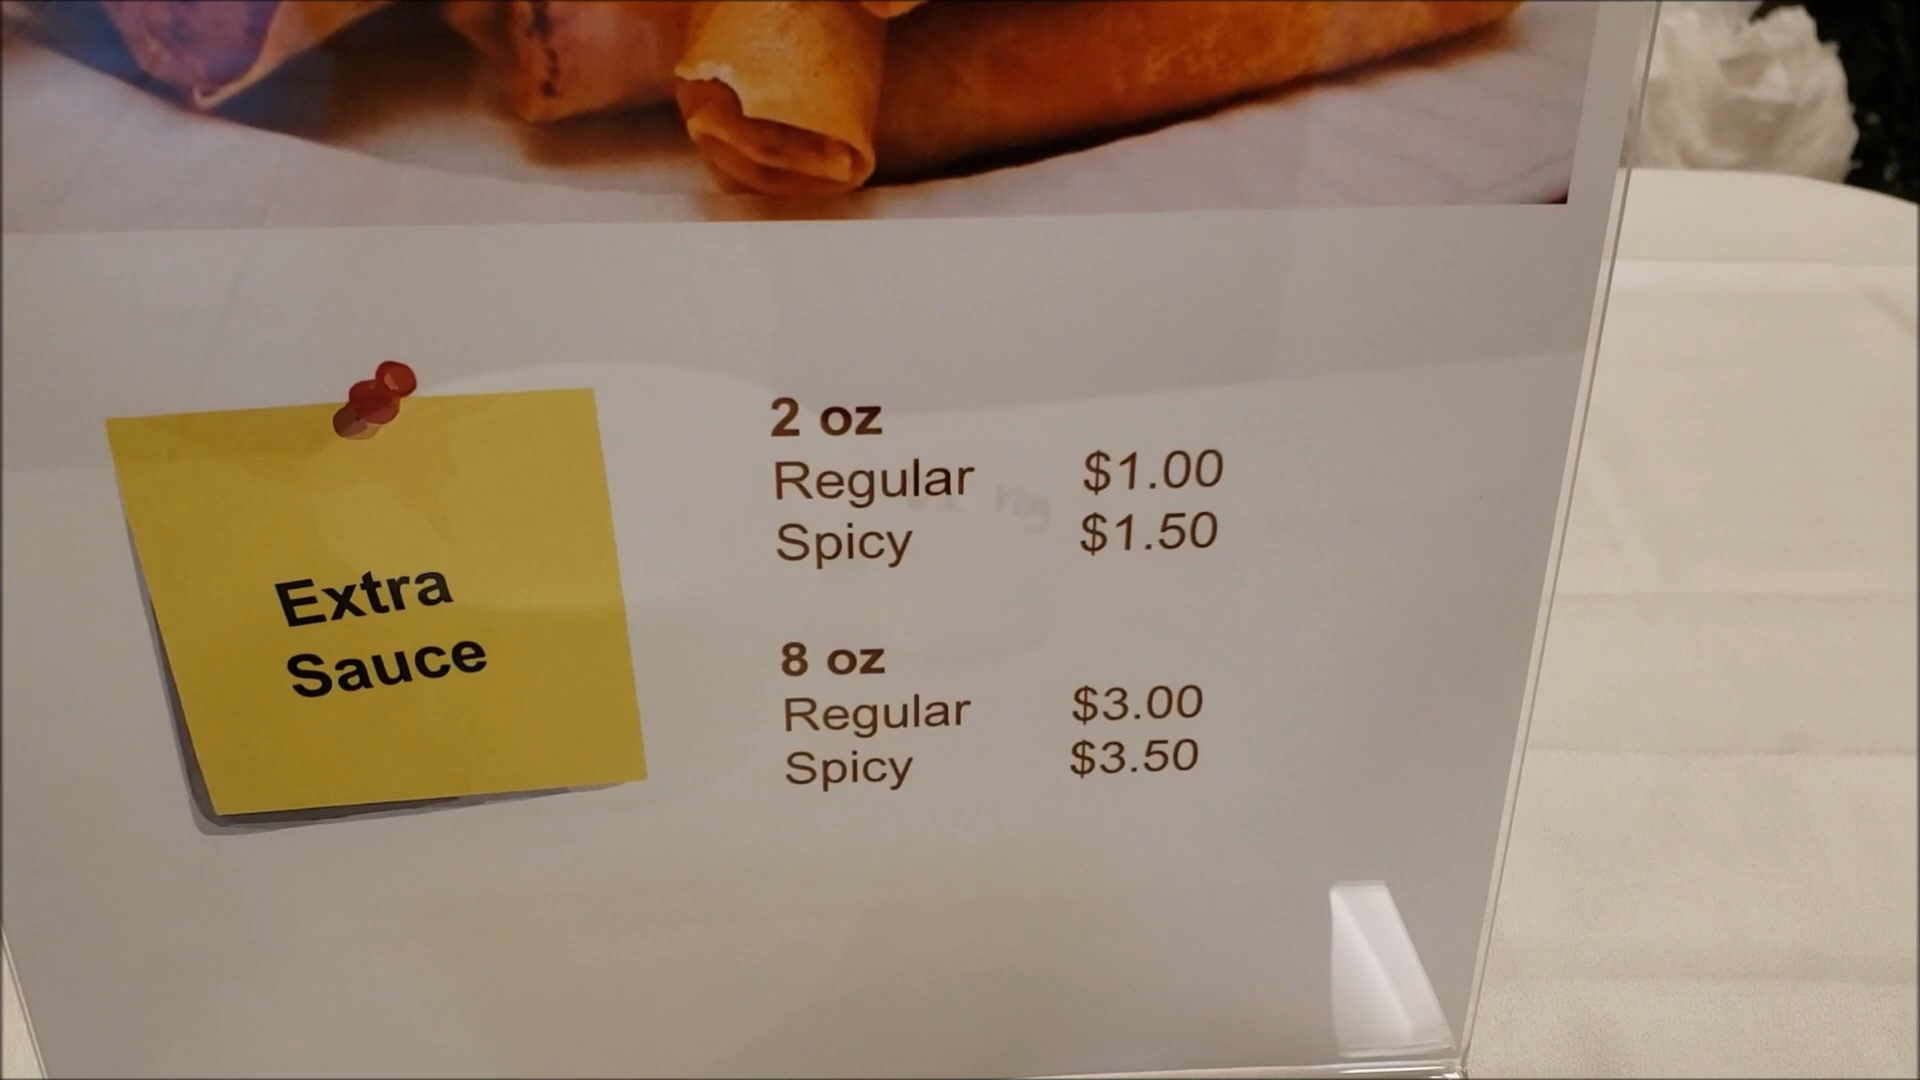 Extra
Sauce
2 oz
Regular $1.00
Spicy $1.50
8 oz
Regular $3.00
Spicy $3.50